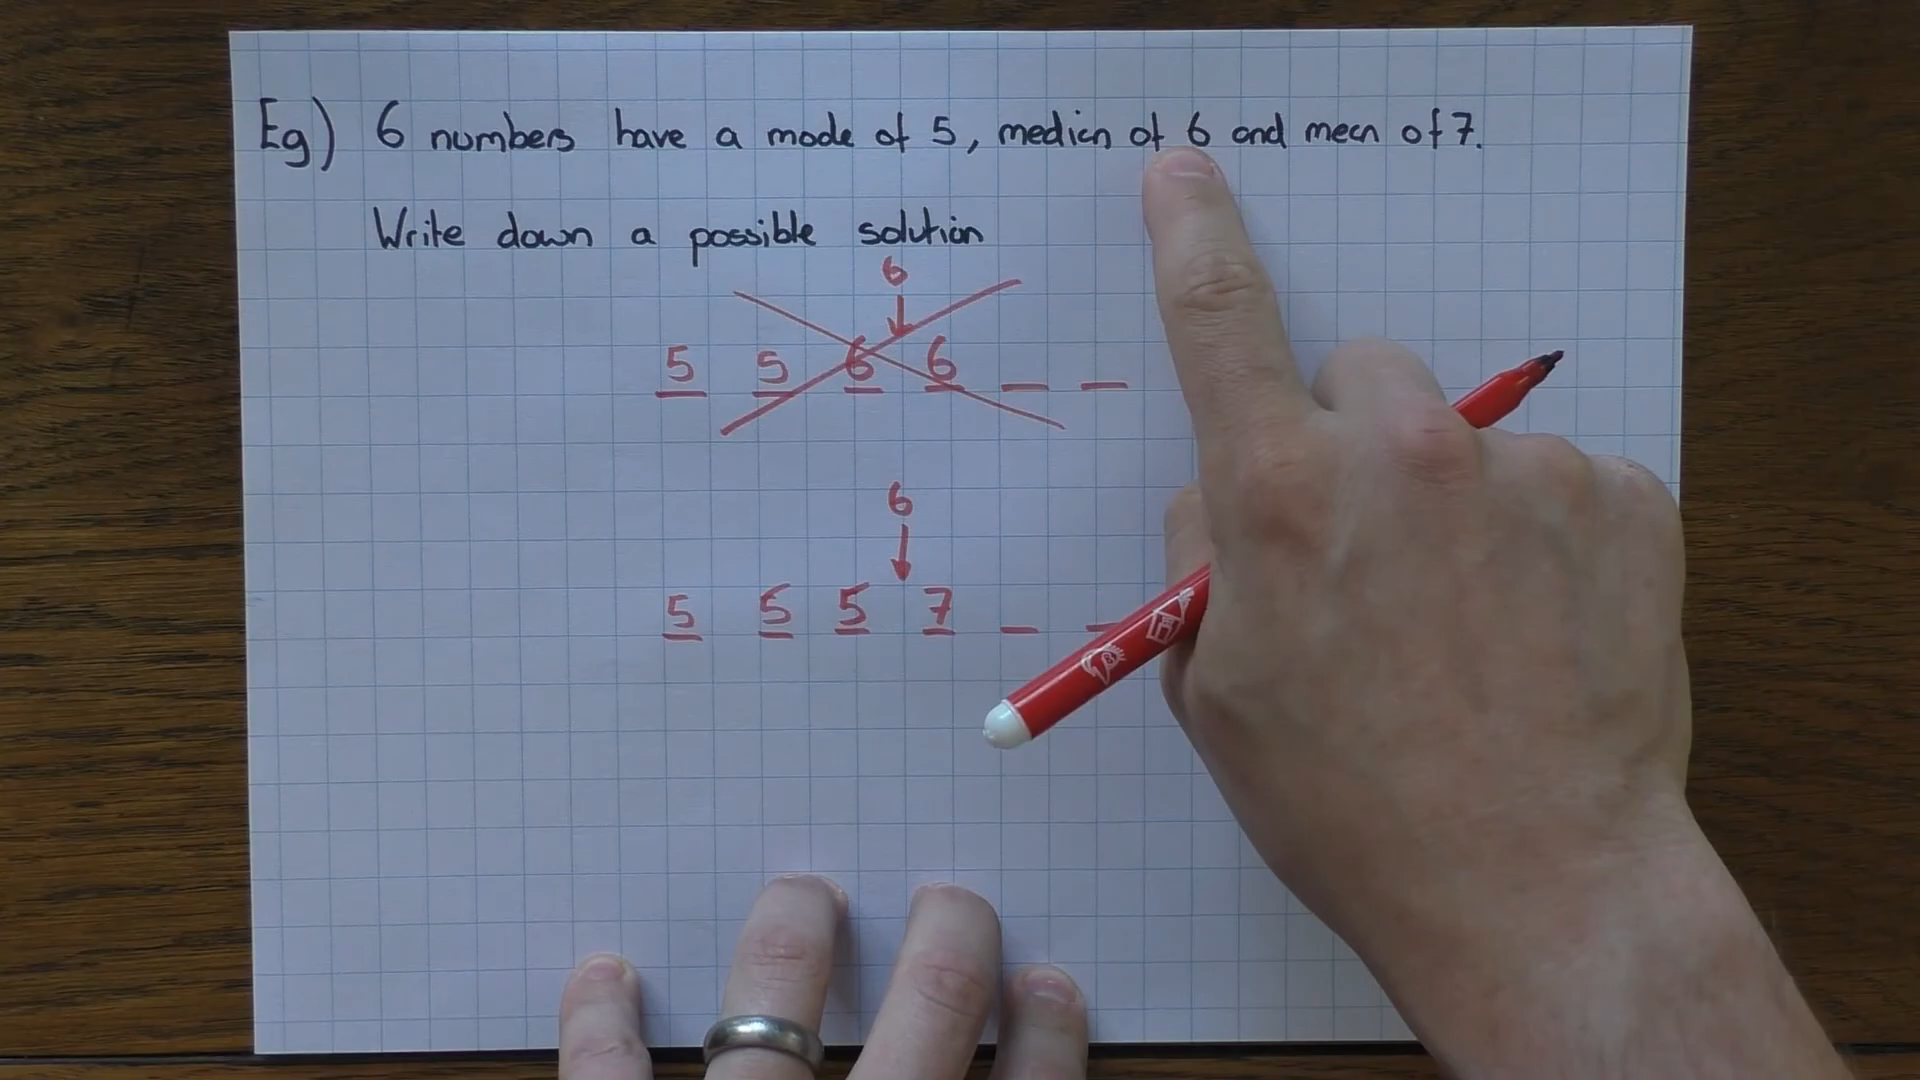 Eg) 6 numbers have a mode of 5, median of 6 and mean of 7.
Write down a possible solution
6
5 5 6 6 _ _
6
5 5 5 7 _ _